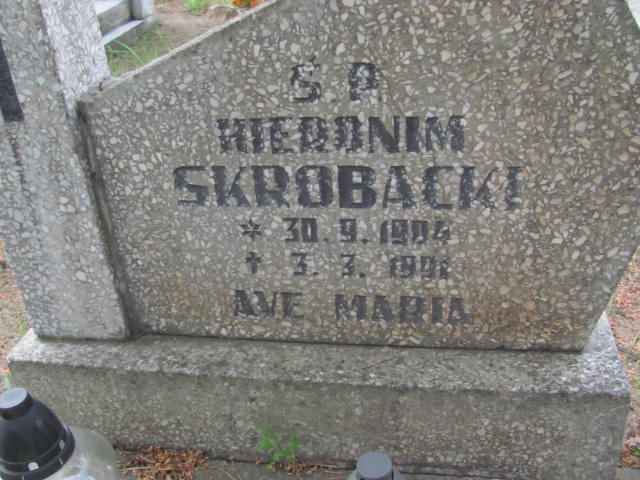 Ś.P.
HIERONIM
SKROBACKI
* 30.9.1904
† 3.3.1991
AVE MARIA